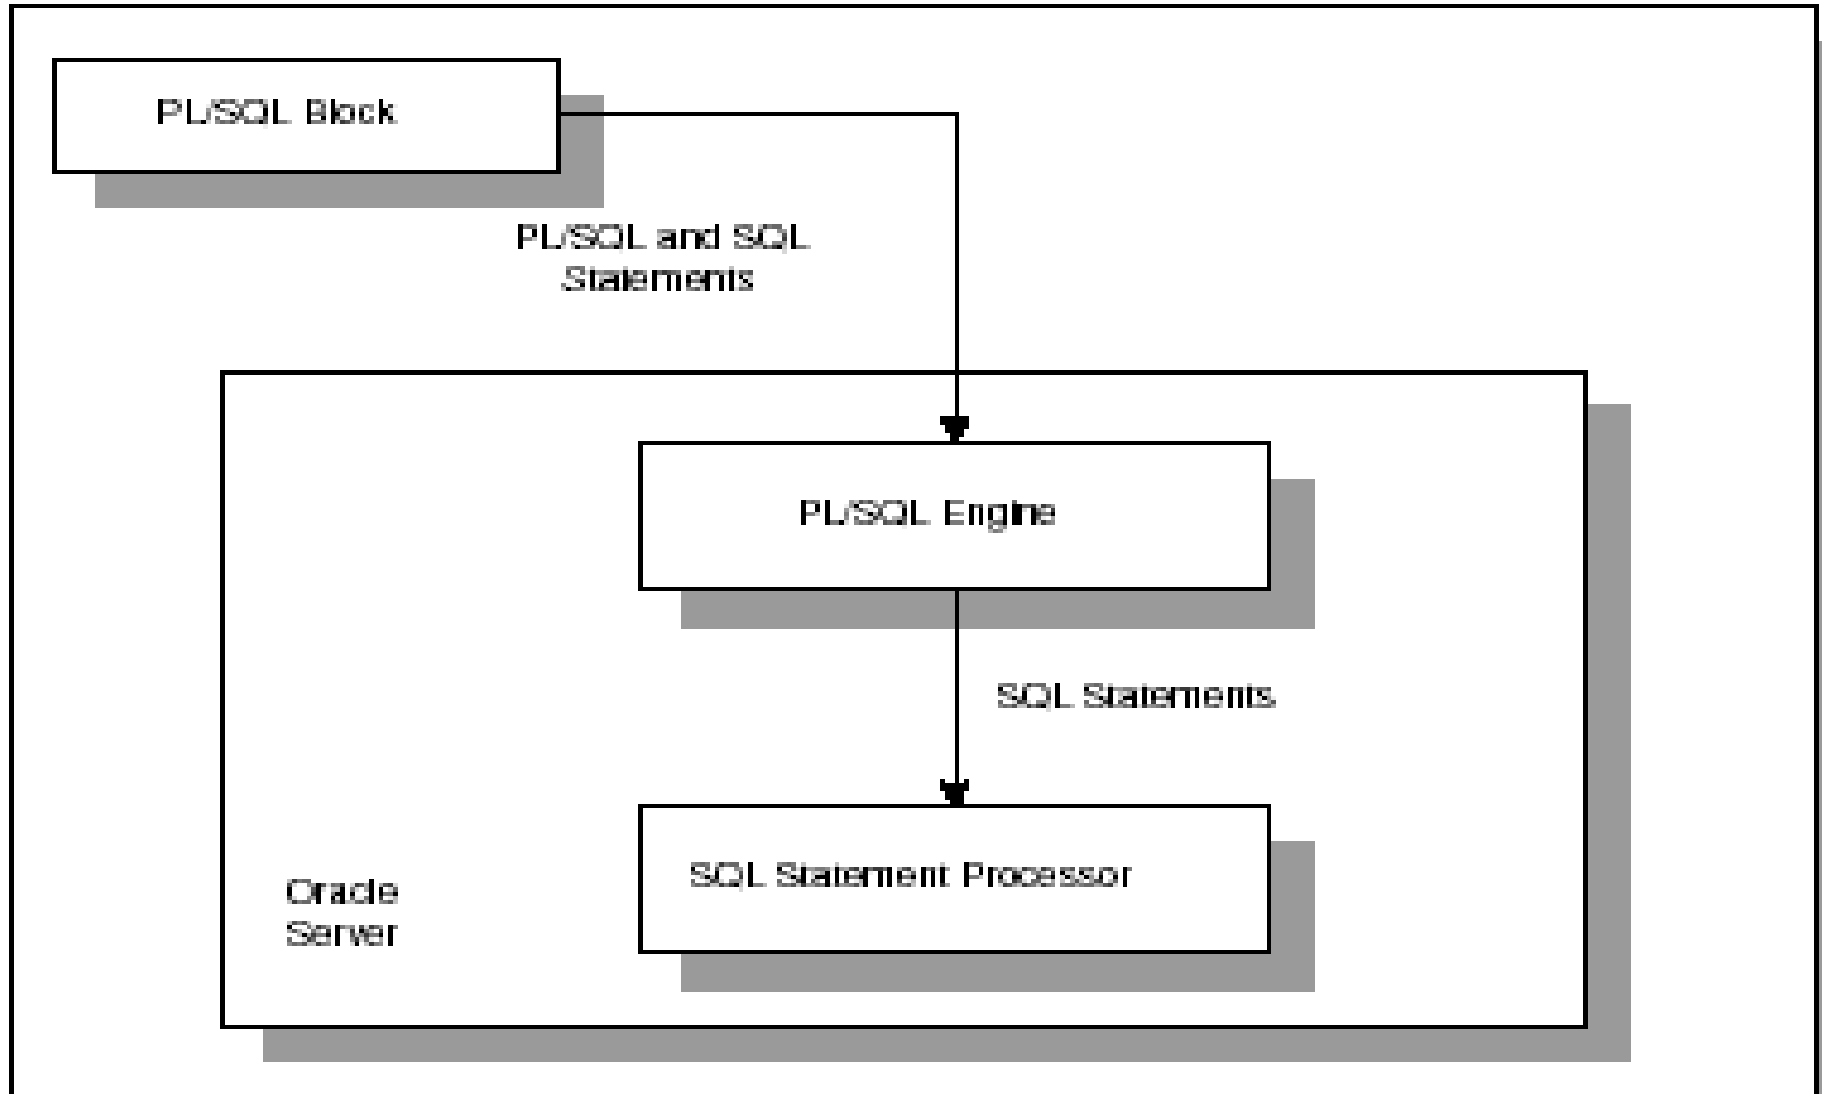 PL/SQL Block
PL/SQL and SQL
Statements
PL/SQL Engine
SQL Statements
SQL Statement Processor
Oracle
Server